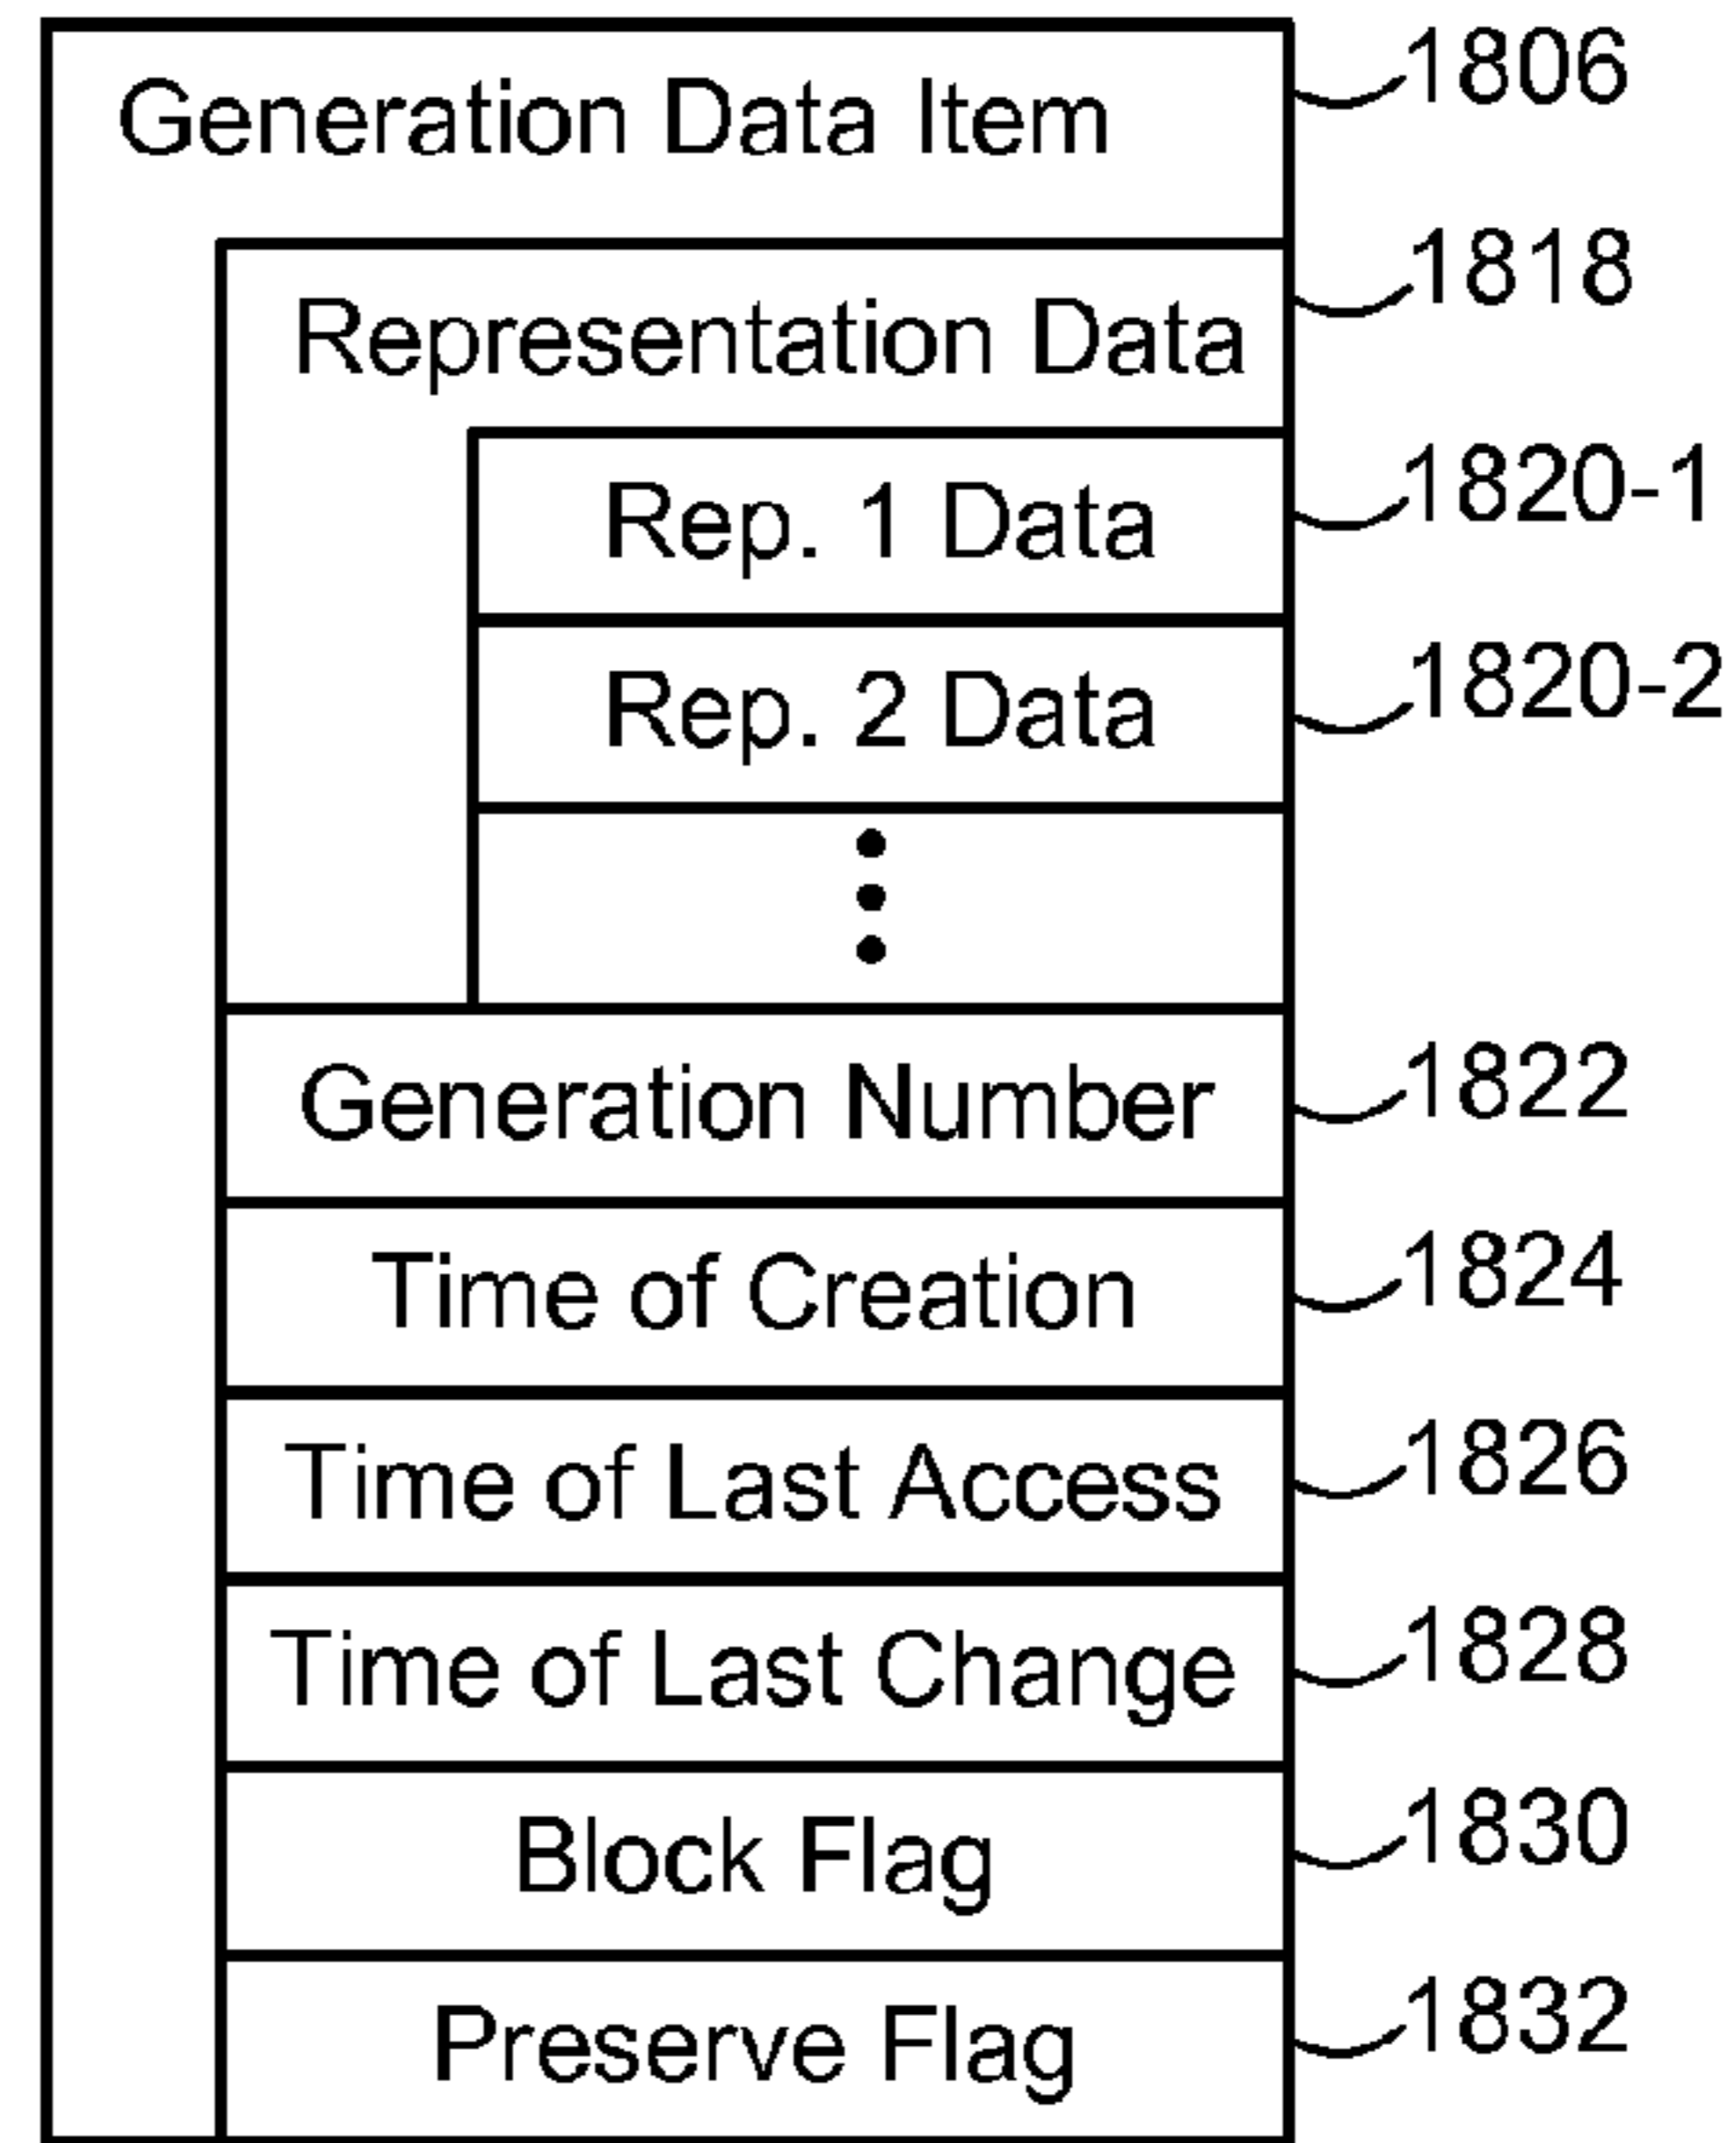 Generation Data Item 1806
Representation Data 1818
Rep. 1 Data 1820-1
Rep. 2 Data 1820-2
Generation Number 1822
Time of Creation 1824
Time of Last Access 1826
Time of Last Change 1828
Block Flag 1830
Preserve Flag 1832